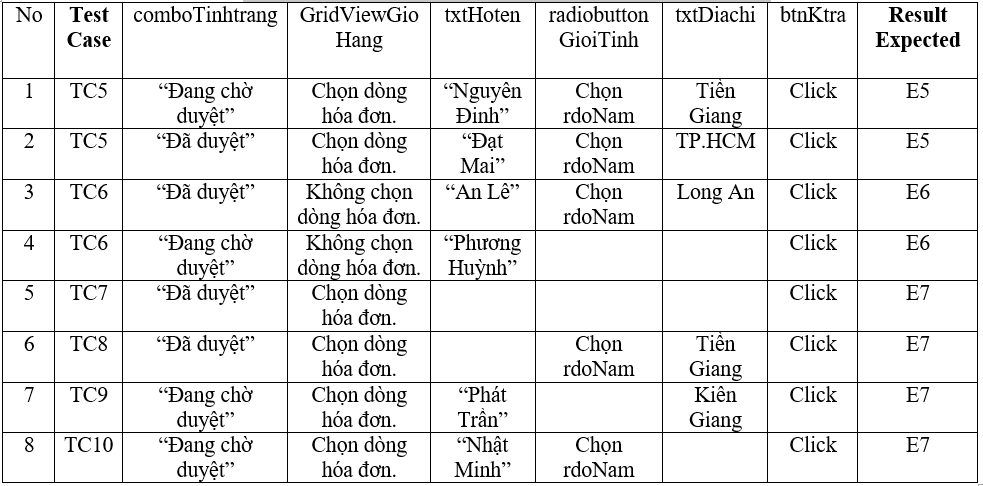 No Test Case comboTinhtrang GridViewGio Hang txtHoten radiobutton GioiTinh txtDiachi btnKtra Result Expected
1 TC5 “Đang chờ duyệt” Chọn dòng hóa đơn. “Nguyên Đinh” Chọn rdoNam Tiền Giang Click E5
2 TC5 “Đã duyệt” Chọn dòng hóa đơn. “Đạt Mai” Chọn rdoNam TP.HCM Click E5
3 TC6 “Đã duyệt” Không chọn dòng hóa đơn. “An Lê” Chọn rdoNam Long An Click E6
4 TC6 “Đang chờ duyệt” Không chọn dòng hóa đơn. “Phương Huỳnh” Click E6
5 TC7 “Đã duyệt” Chọn dòng hóa đơn. Click E7
6 TC8 “Đã duyệt” Chọn dòng hóa đơn. Chọn rdoNam Tiền Giang Click E7
7 TC9 “Đang chờ duyệt” Chọn dòng hóa đơn. “Phát Trần” Kiên Giang Click E7
8 TC10 “Đang chờ duyệt” Chọn dòng hóa đơn. “Nhật Minh” Chọn rdoNam Click E7